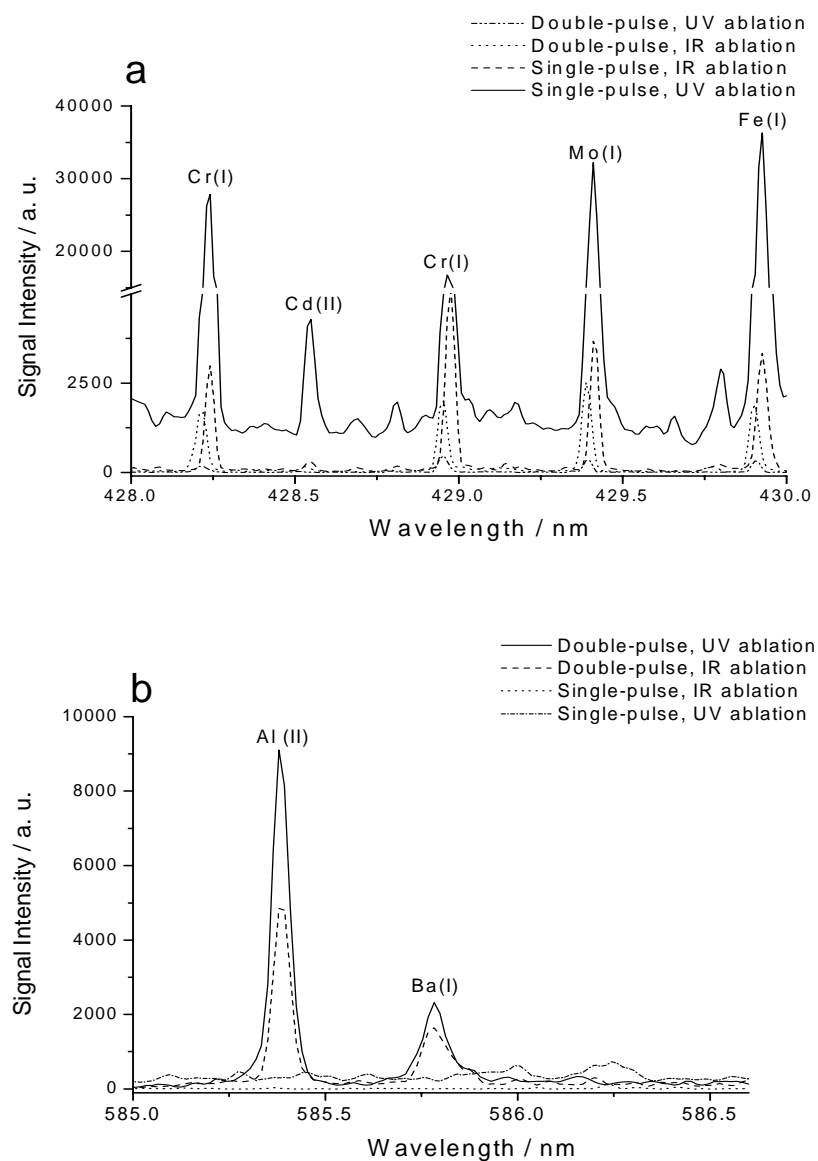 Double-pulse, UV ablation
Double-pulse, IR ablation
Single-pulse, IR ablation
Single-pulse, UV ablation
a
40000
30000
20000
2500
0
Signal Intensity / a. u.
Cr(I)
Cd(II)
Cr(I)
Mo(I)
Fe(I)
428.0
428.5
429.0
429.5
430.0
Wavelength / nm
Double-pulse, UV ablation
Double-pulse, IR ablation
Single-pulse, IR ablation
Single-pulse, UV ablation
b
10000
8000
6000
4000
2000
0
Signal Intensity / a. u.
Al (II)
Ba(I)
585.0
585.5
586.0
586.5
Wavelength / nm